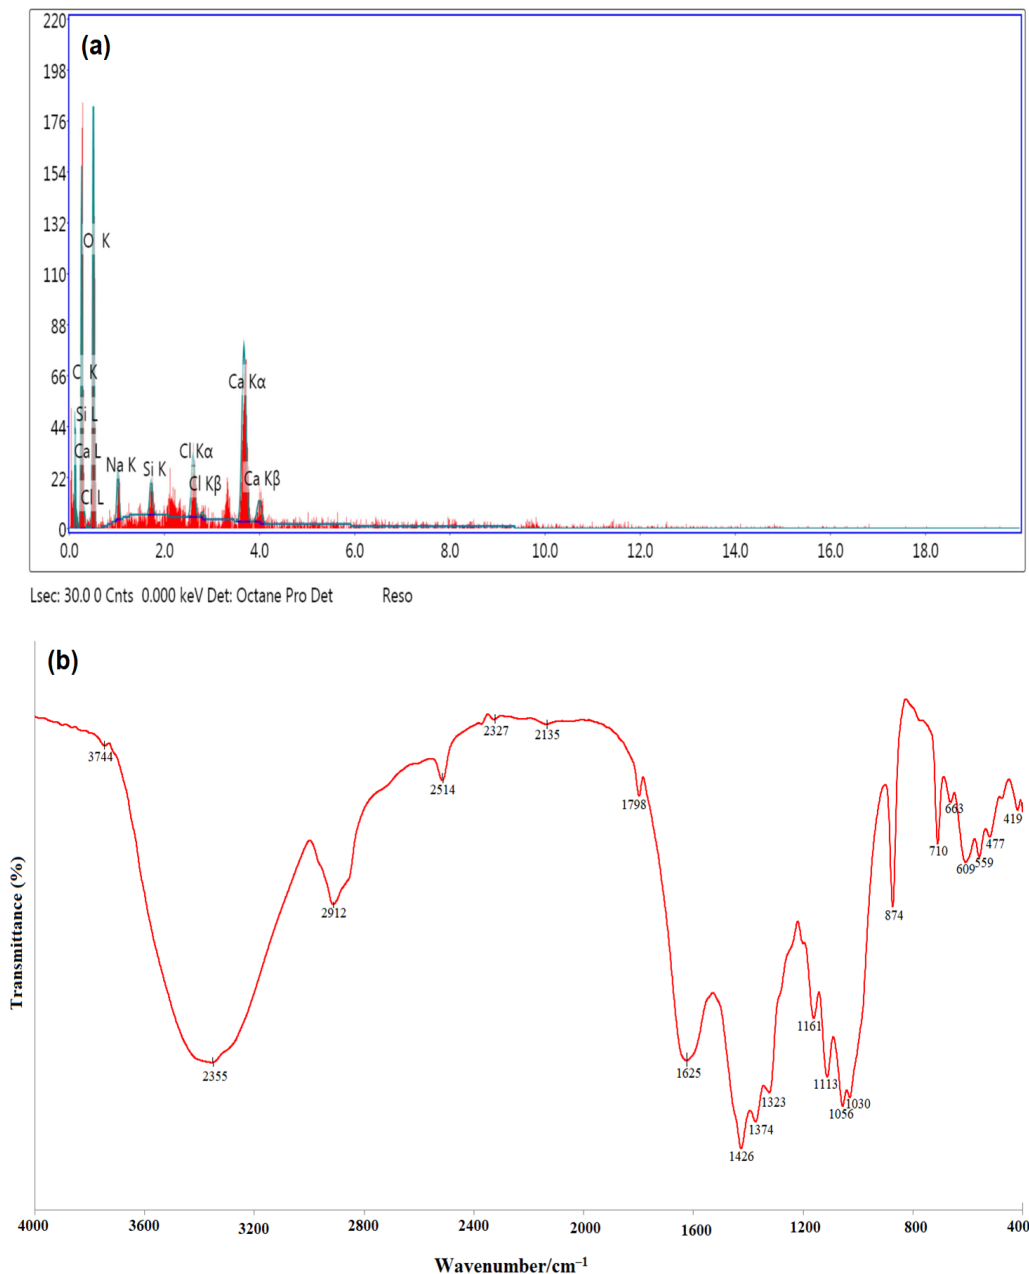 (a)
220
198
176
154
132
110
88
66
44
22
0
O K
C K
Si L
Ca L
Cl L
Na K
Si K
Cl Kα
Cl Kβ
Ca Kα
Ca Kβ
0.0 2.0 4.0 6.0 8.0 10.0 12.0 14.0 16.0 18.0
Lsec: 30.0 0 Cnts 0.000 keV Det: Octane Pro Det Reso
(b)
Transmittance (%)
3744
2355
2912
2514
2327
2135
1798
1625
1426
1374
1323
1161
1113
1056
1030
874
710
663
609
559
477
419
4000 3600 3200 2800 2400 2000 1600 1200 800 400
Wavenumber/cm⁻¹